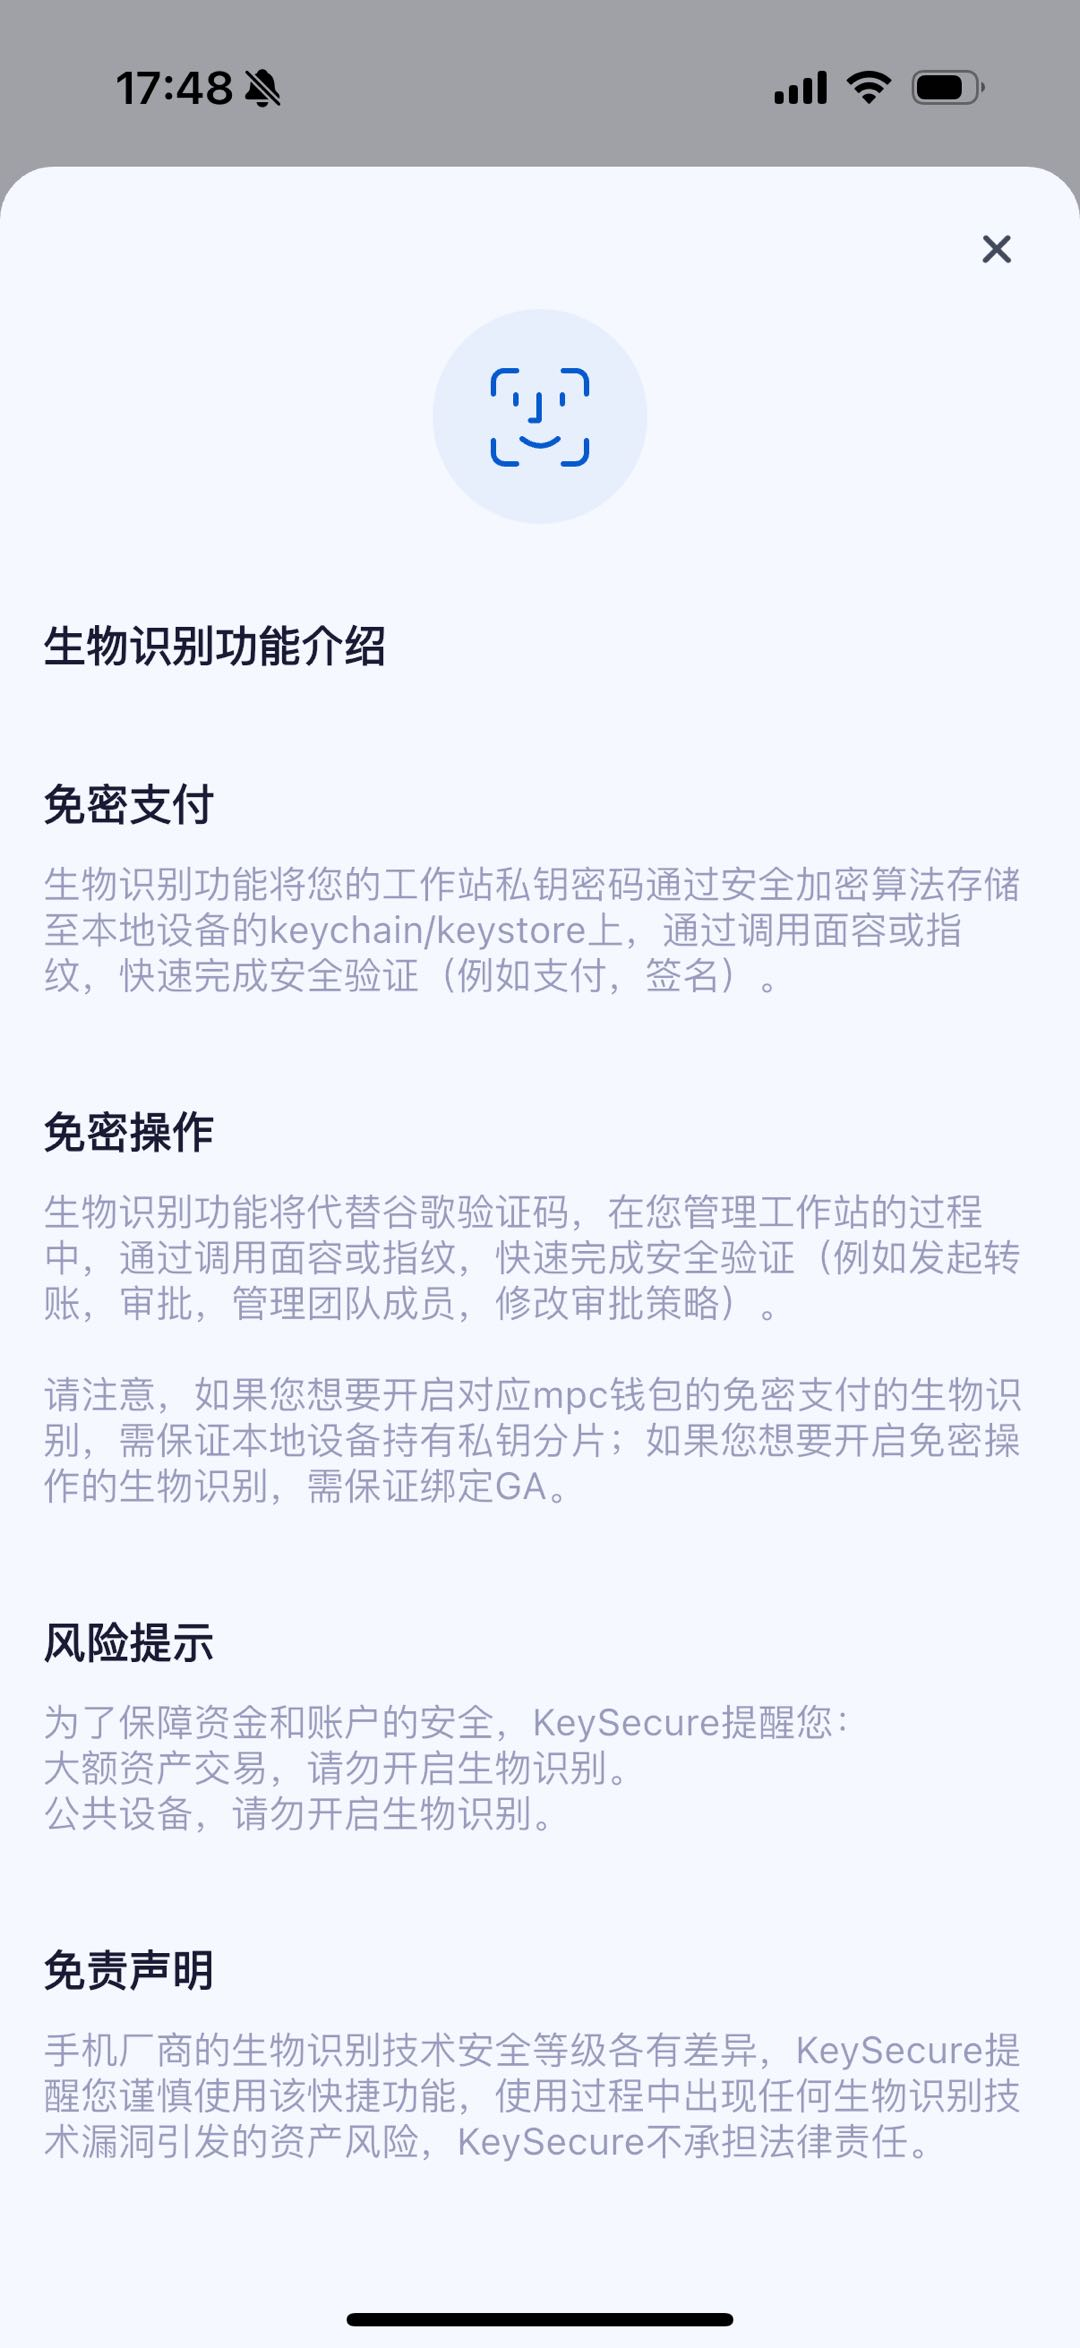 17:48
生物识别功能介绍
免密支付
生物识别功能将您的工作站私钥密码通过安全加密算法存储
至本地设备的keychain/keystore上，通过调用面容或指
纹，快速完成安全验证（例如支付，签名）。
免密操作
生物识别功能将代替谷歌验证码，在您管理工作站的过程
中，通过调用面容或指纹，快速完成安全验证（例如发起转
账，审批，管理团队成员，修改审批策略）。
请注意，如果您想要开启对应mpc钱包的免密支付的生物识
别，需保证本地设备持有私钥分片；如果您想要开启免密操
作的生物识别，需保证绑定GA。
风险提示
为了保障资金和账户的安全，KeySecure提醒您：
大额资产交易，请勿开启生物识别。
公共设备，请勿开启生物识别。
免责声明
手机厂商的生物识别技术安全等级各有差异，KeySecure提
醒您谨慎使用该快捷功能，使用过程中出现任何生物识别技
术漏洞引发的资产风险，KeySecure不承担法律责任。